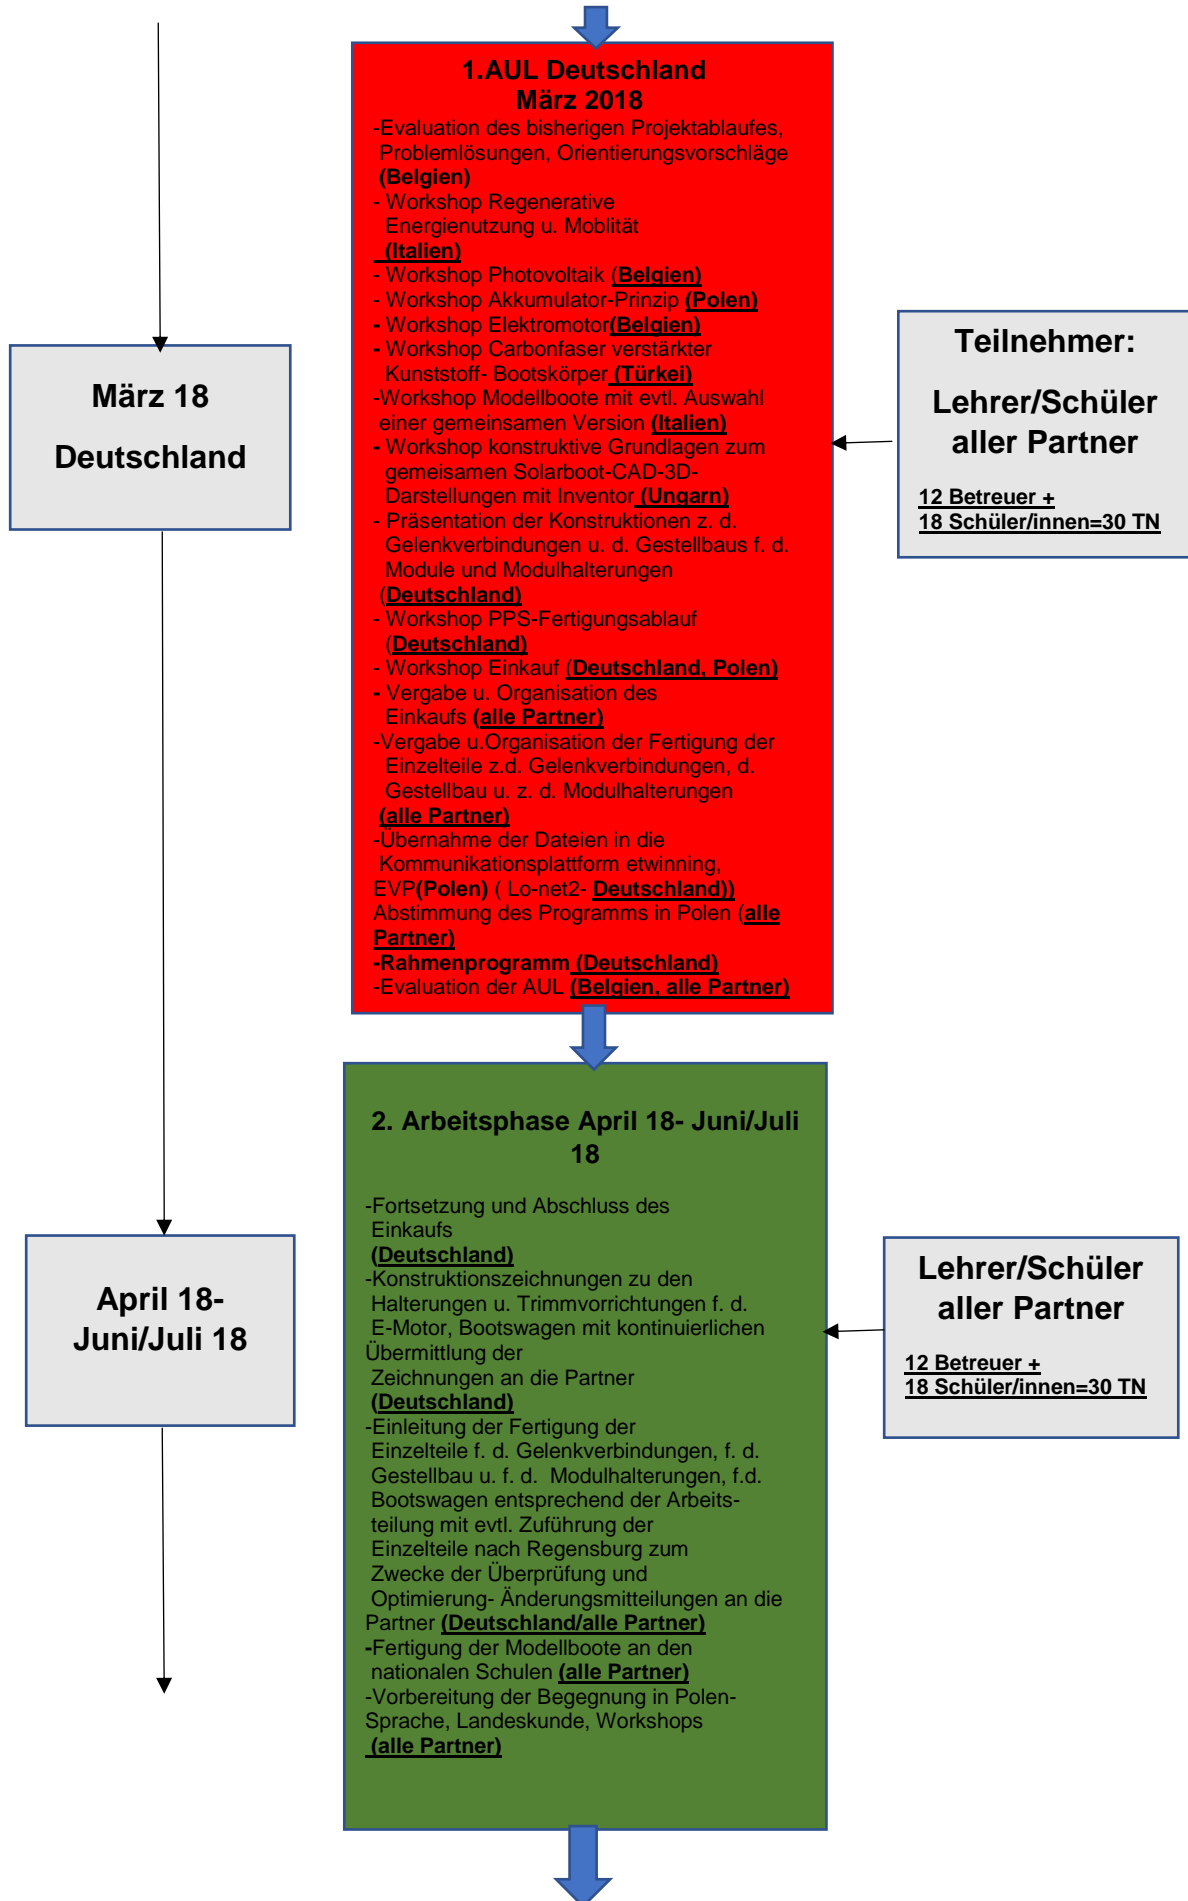 1.AUL Deutschland
März 2018
-Evaluation des bisherigen Projektablaufes,
Problemlösungen, Orientierungsvorschläge
(Belgien)
- Workshop Regenerative
Energienutzung u. Moblität
(Italien)
- Workshop Photovoltaik (Belgien)
- Workshop Akkumulator-Prinzip (Polen)
- Workshop Elektromotor(Belgien)
- Workshop Carbonfaser verstärkter
Kunststoff- Bootskörper (Türkei)
-Workshop Modellboote mit evtl. Auswahl
einer gemeinsamen Version (Italien)
- Workshop konstruktive Grundlagen zum
gemeisamen Solarboot-CAD-3D-
Darstellungen mit Inventor (Ungarn)
- Präsentation der Konstruktionen z. d.
Gelenkverbindungen u. d. Gestellbaus f. d.
Module und Modulhalterungen
(Deutschland)
- Workshop PPS-Fertigungsablauf
(Deutschland)
- Workshop Einkauf (Deutschland, Polen)
- Vergabe u. Organisation des
Einkaufs (alle Partner)
-Vergabe u.Organisation der Fertigung der
Einzelteile z.d. Gelenkverbindungen, d.
Gestellbau u. z. d. Modulhalterungen
(alle Partner)
-Übernahme der Dateien in die
Kommunikationsplattform etwinning,
EVP(Polen) ( Lo-net2- Deutschland))
Abstimmung des Programms in Polen (alle
Partner)
-Rahmenprogramm (Deutschland)
-Evaluation der AUL (Belgien, alle Partner)
März 18
Deutschland
Teilnehmer:
Lehrer/Schüler
aller Partner
12 Betreuer +
18 Schüler/innen=30 TN
2. Arbeitsphase April 18- Juni/Juli
18
-Fortsetzung und Abschluss des
Einkaufs
(Deutschland)
-Konstruktionszeichnungen zu den
Halterungen u. Trimmvorrichtungen f. d.
E-Motor, Bootswagen mit kontinuierlichen
Übermittlung der
Zeichnungen an die Partner
(Deutschland)
-Einleitung der Fertigung der
Einzelteile f. d. Gelenkverbindungen, f. d.
Gestellbau u. f. d. Modulhalterungen, f.d.
Bootswagen entsprechend der Arbeits-
teilung mit evtl. Zuführung der
Einzelteile nach Regensburg zum
Zwecke der Überprüfung und
Optimierung- Änderungsmitteilungen an die
Partner (Deutschland/alle Partner)
-Fertigung der Modellboote an den
nationalen Schulen (alle Partner)
-Vorbereitung der Begegnung in Polen-
Sprache, Landeskunde, Workshops
(alle Partner)
April 18-
Juni/Juli 18
Lehrer/Schüler
aller Partner
12 Betreuer +
18 Schüler/innen=30 TN